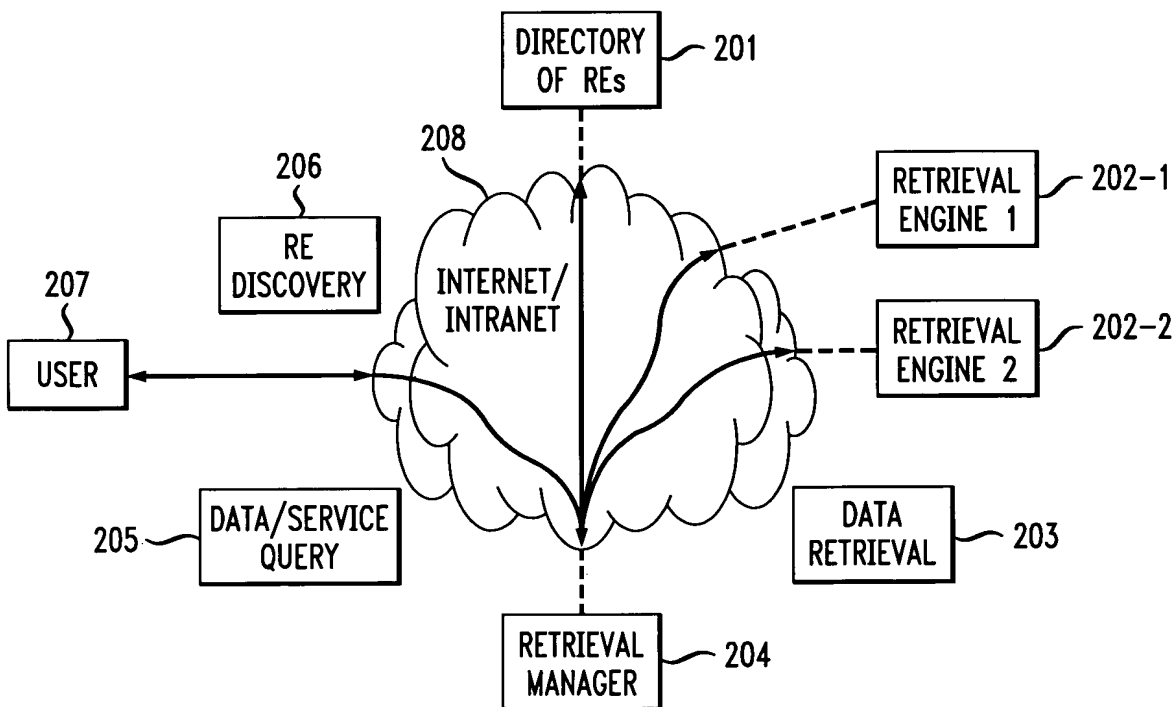 DIRECTORY
OF REs
201
208
206
RE
DISCOVERY
RETRIEVAL
ENGINE 1
202-1
INTERNET/
INTRANET
207
USER
RETRIEVAL
ENGINE 2
202-2
205
DATA/SERVICE
QUERY
DATA
RETRIEVAL
203
RETRIEVAL
MANAGER
204